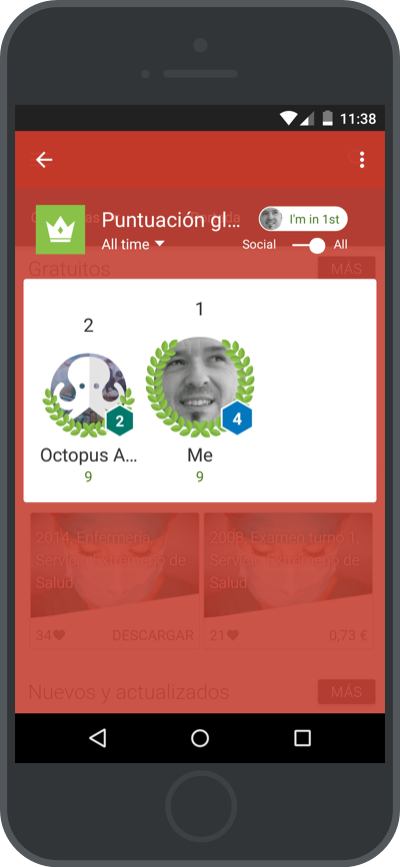 11:38
Puntuación gl...
I'm in 1st
All time
Social
All
Gratuitos
MÁS
1
2
2
4
Octopus A...
Me
9
9
2014, Enfermería,
Servicio Extremeño de
Salud
2008, Examen turno 1,
Servicio Extremeño de
Salud
34
DESCARGAR
21
0,73 €
Nuevos y actualizados
MÁS